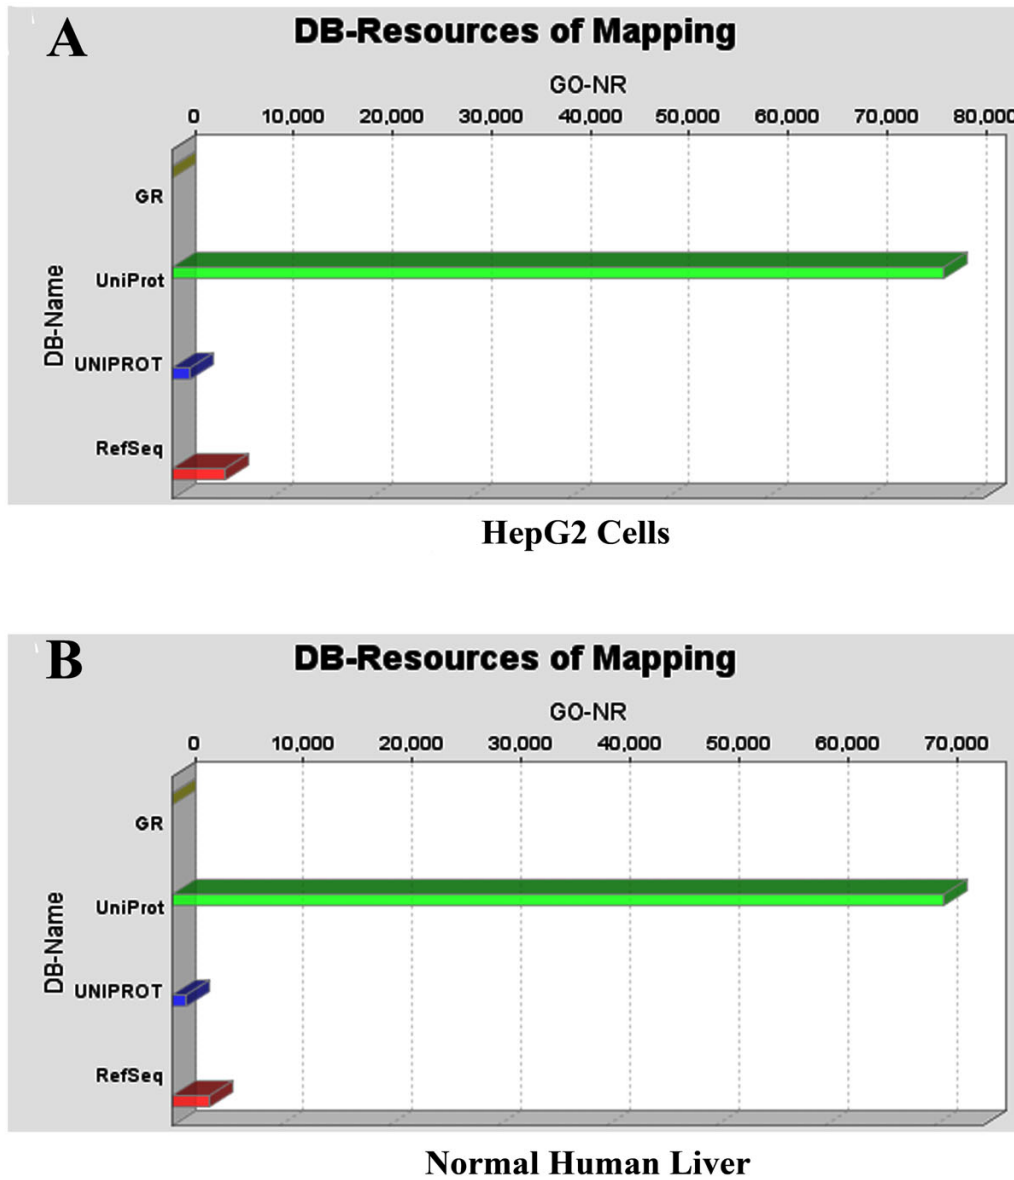 A
DB-Resources of Mapping
GO-NR
0 10,000 20,000 30,000 40,000 50,000 60,000 70,000 80,000
GR
UniProt
UNIPROT
RefSeq
DB-Name
HepG2 Cells
B
DB-Resources of Mapping
GO-NR
0 10,000 20,000 30,000 40,000 50,000 60,000 70,000
GR
UniProt
UNIPROT
RefSeq
DB-Name
Normal Human Liver